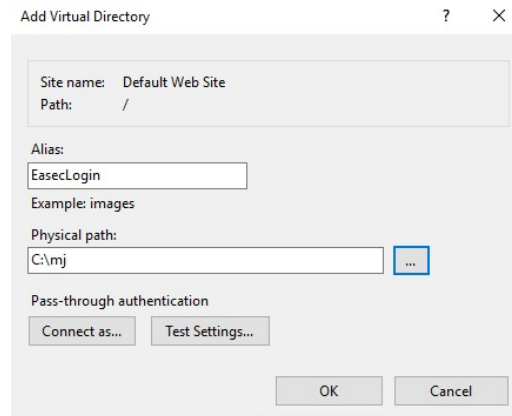 Add Virtual Directory
Site name: Default Web Site
Path: /
Alias:
EasecLogin
Example: images
Physical path:
C:\mj
...
Pass-through authentication
Connect as... Test Settings...
OK Cancel